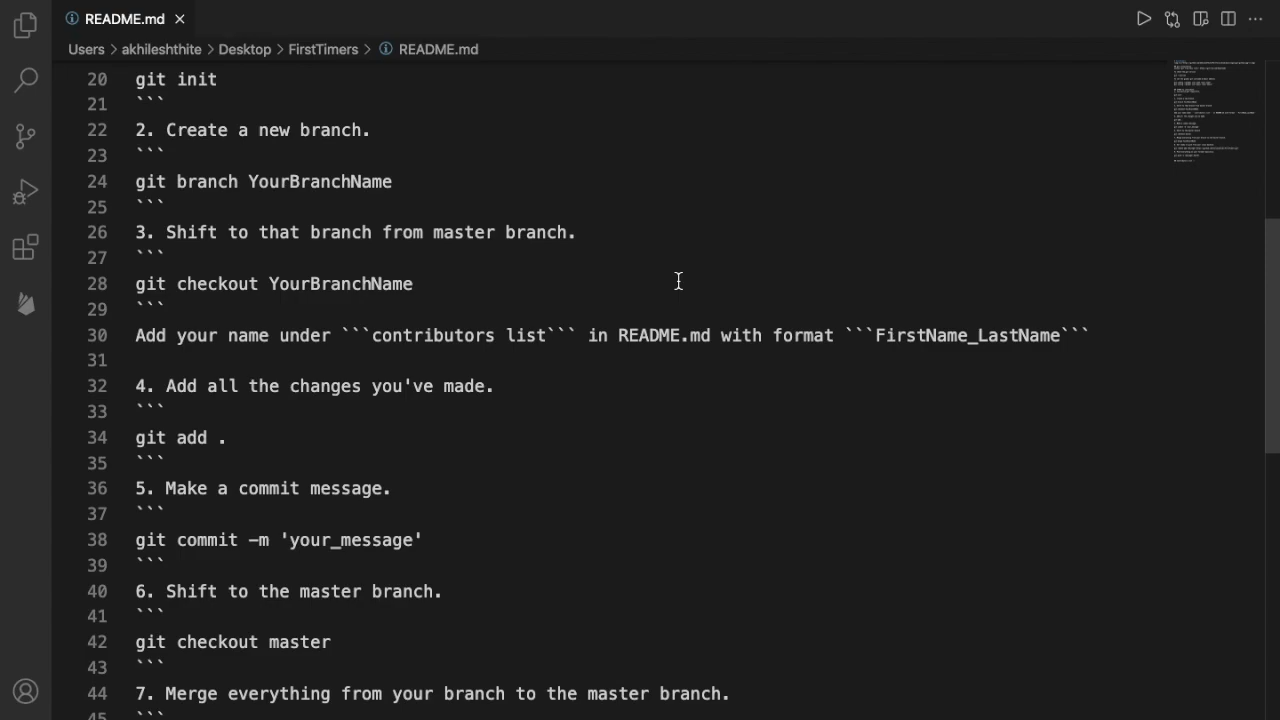 README.md
Users > akhileshthite > Desktop > FirstTimers > README.md
20 git init
21 ```
22 2. Create a new branch.
23 ```
24 git branch YourBranchName
25 ```
26 3. Shift to that branch from master branch.
27 ```
28 git checkout YourBranchName
29 ```
30 Add your name under ```contributors list``` in README.md with format ```FirstName_LastName```
31
32 4. Add all the changes you've made.
33 ```
34 git add .
35 ```
36 5. Make a commit message.
37 ```
38 git commit -m 'your_message'
39 ```
40 6. Shift to the master branch.
41 ```
42 git checkout master
43 ```
44 7. Merge everything from your branch to the master branch.
45 ```